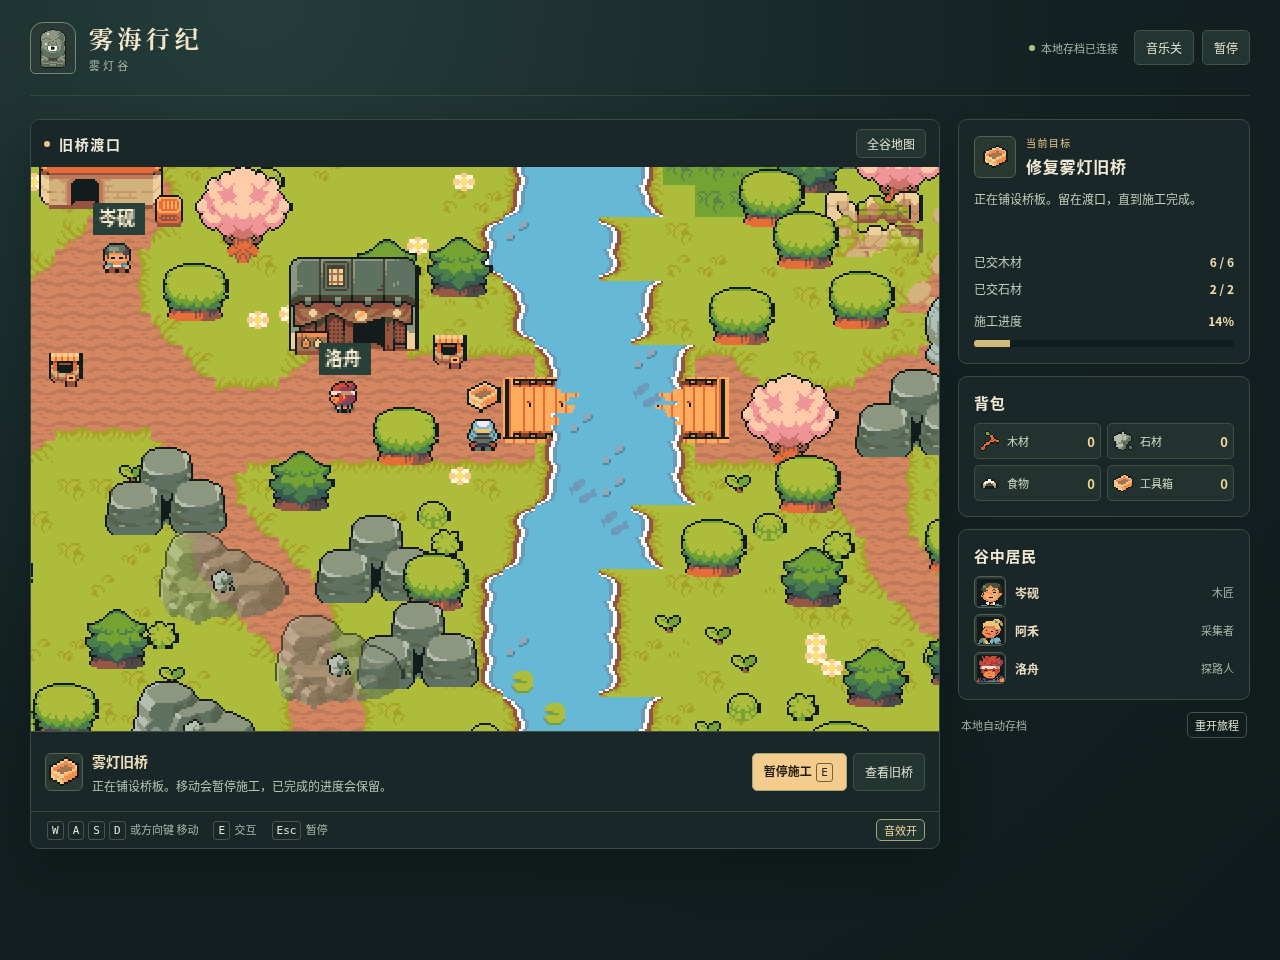 雾海行纪
雾灯谷
本地存档已连接
音乐关
暂停
旧桥渡口
全谷地图
岑砚
洛舟
雾灯旧桥
正在铺设桥板。移动会暂停施工，已完成的进度会保留。
暂停施工 E
查看旧桥
W A S D 或方向键 移动 E 交互 Esc 暂停
音效开
当前目标
修复雾灯旧桥
正在铺设桥板。留在渡口，直到施工完成。
已交木材 6 / 6
已交石材 2 / 2
施工进度 14%
背包
木材 0 石材 0
食物 0 工具箱 0
谷中居民
岑砚 木匠
阿禾 采集者
洛舟 探路人
本地自动存档 重开旅程